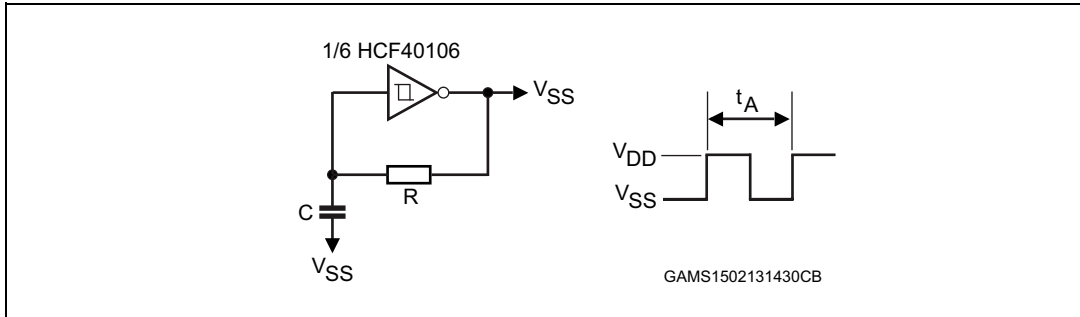 1/6 HCF40106
VSS
R
C
VSS
tA
VDD
VSS
GAMS1502131430CB